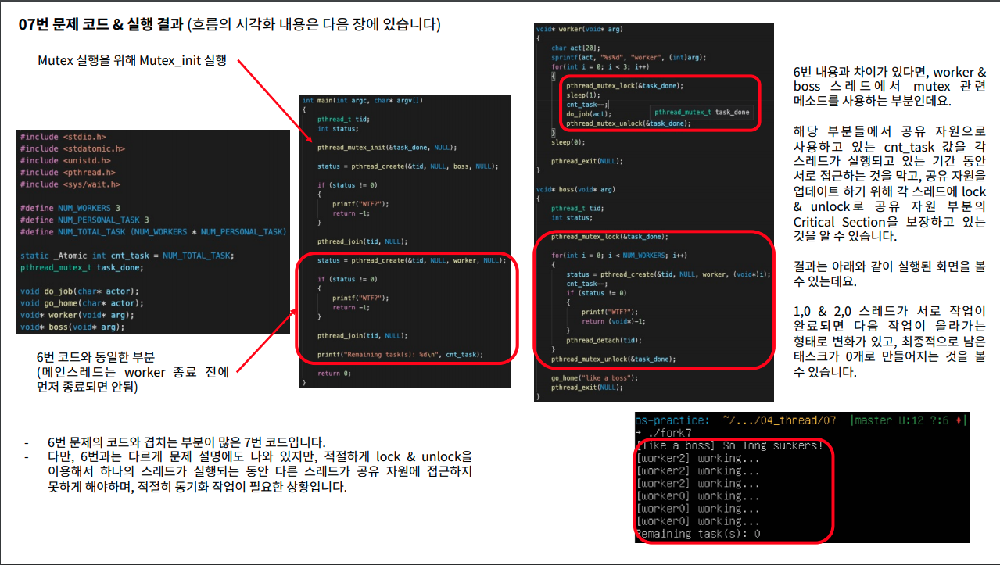 07번 문제 코드 & 실행 결과 (흐름의 시각화 내용은 다음 장에 있습니다)
Mutex 실행을 위해 Mutex_init 실행
#include <stdio.h>
#include <stdatomic.h>
#include <unistd.h>
#include <pthread.h>
#include <sys/wait.h>
#define NUM_WORKERS 3
#define NUM_PERSONAL_TASK 3
#define NUM_TOTAL_TASK (NUM_WORKERS * NUM_PERSONAL_TASK)
static _Atomic int cnt_task = NUM_TOTAL_TASK;
pthread_mutex_t task_done;
void do_job(char* actor);
void go_home(char* actor);
void* worker(void* arg);
void* boss(void* arg);
6번 코드와 동일한 부분
(메인스레드는 worker 종료 전에
먼저 종료되면 안됨)
int main(int argc, char* argv[])
{
pthread_t tid;
int status;
pthread_mutex_init(&task_done, NULL);
status = pthread_create(&tid, NULL, boss, NULL);
if (status != 0)
{
printf("WTF?");
return -1;
}
pthread_join(tid, NULL);
status = pthread_create(&tid, NULL, worker, NULL);
if (status != 0)
{
printf("WTF?");
return -1;
}
pthread_join(tid, NULL);
printf("Remaining task(s): %d\n", cnt_task);
return 0;
}
void* worker(void* arg)
{
char act[20];
sprintf(act, "%s%d", "worker", (int)arg);
for(int i = 0; i < 3; i++)
{
pthread_mutex_lock(&task_done);
sleep(1);
cnt_task--;
do_job(act);
pthread_mutex_t task_done
pthread_mutex_unlock(&task_done);
}
sleep(0);
pthread_exit(NULL);
}
void* boss(void* arg)
{
pthread_t tid;
int status;
pthread_mutex_lock(&task_done);
for(int i = 0; i < NUM_WORKERS; i++)
{
status = pthread_create(&tid, NULL, worker, (void*)i);
cnt_task--;
if (status != 0)
{
printf("WTF?");
return (void*)-1;
}
pthread_detach(tid);
}
pthread_mutex_unlock(&task_done);
go_home("like a boss");
pthread_exit(NULL);
}
6번 내용과 차이가 있다면, worker &
boss 스레드에서 mutex 관련
메소드를 사용하는 부분인데요.
해당 부분들에서 공유 자원으로
사용하고 있는 cnt_task 값을 각
스레드가 실행되고 있는 기간 동안
서로 접근하는 것을 막고, 공유 자원을
업데이트 하기 위해 각 스레드에 lock
& unlock로 공유 자원 부분의
Critical Section을 보장하고 있는
것을 알 수 있습니다.
결과는 아래와 같이 실행된 화면을 볼
수 있는데요.
1,0 & 2,0 스레드가 서로 작업이
완료되면 다음 작업이 올라가는
형태로 변화가 있고, 최종적으로 남은
태스크가 0개로 만들어지는 것을 볼
수 있습니다.
- 6번 문제의 코드와 겹치는 부분이 많은 7번 코드입니다.
- 다만, 6번과는 다르게 문제 설명에도 나와 있지만, 적절하게 lock & unlock을
이용해서 하나의 스레드가 실행되는 동안 다른 스레드가 공유 자원에 접근하지
못하게 해야하며, 적절히 동기화 작업이 필요한 상황입니다.
os-practice: ~/.../04_thread/07 |master U:12 ?:6 ♦|
➜ ./fork7
[like a boss] So long suckers!
[worker2] working...
[worker2] working...
[worker2] working...
[worker0] working...
[worker0] working...
[worker0] working...
Remaining task(s): 0